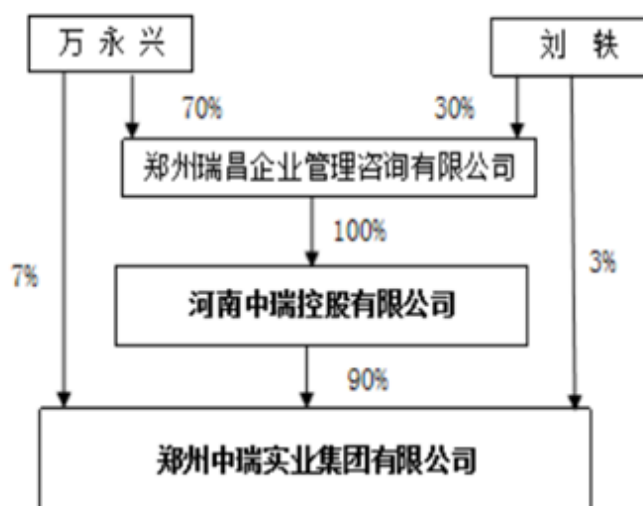 万永兴
刘轶
70%
30%
郑州瑞昌企业管理咨询有限公司
100%
7%
3%
河南中瑞控股有限公司
90%
郑州中瑞实业集团有限公司